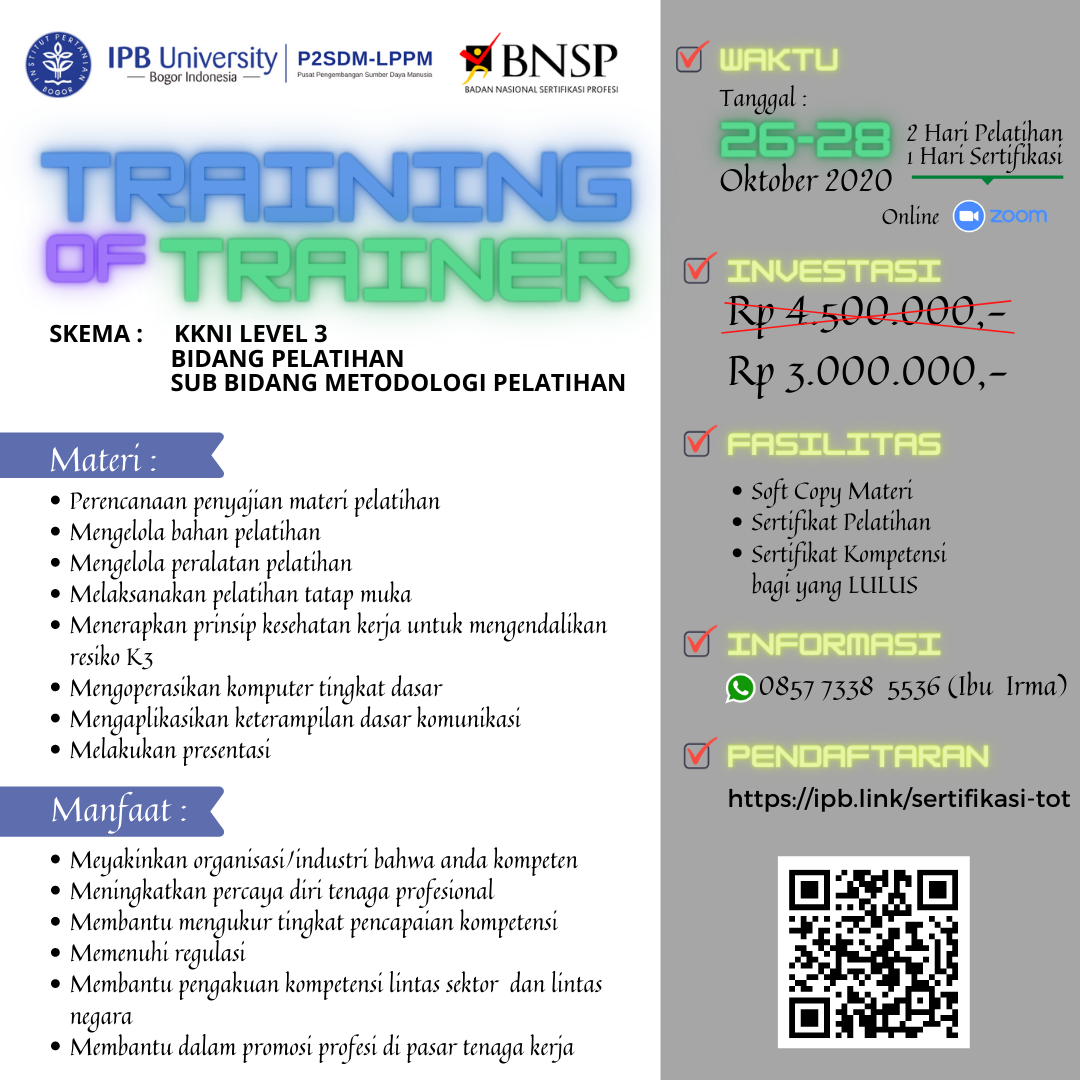 INSTITUT PERTANIAN
BOGOR
IPB University
Bogor Indonesia
P2SDM-LPPM
Pusat Pengembangan Sumber Daya Manusia
BNSP
BADAN NASIONAL SERTIFIKASI PROFESI
TRAINING
OF TRAINER
SKEMA : KKNI LEVEL 3
BIDANG PELATIHAN
SUB BIDANG METODOLOGI PELATIHAN
Materi :
• Perencanaan penyajian materi pelatihan
• Mengelola bahan pelatihan
• Mengelola peralatan pelatihan
• Melaksanakan pelatihan tatap muka
• Menerapkan prinsip kesehatan kerja untuk mengendalikan
resiko K3
• Mengoperasikan komputer tingkat dasar
• Mengaplikasikan keterampilan dasar komunikasi
• Melakukan presentasi
Manfaat :
• Meyakinkan organisasi/industri bahwa anda kompeten
• Meningkatkan percaya diri tenaga profesional
• Membantu mengukur tingkat pencapaian kompetensi
• Memenuhi regulasi
• Membantu pengakuan kompetensi lintas sektor dan lintas
negara
• Membantu dalam promosi profesi di pasar tenaga kerja
WAKTU
Tanggal :
26-28
Oktober 2020
2 Hari Pelatihan
1 Hari Sertifikasi
Online zoom
INVESTASI
Rp 4.500.000,-
Rp 3.000.000,-
FASILITAS
• Soft Copy Materi
• Sertifikat Pelatihan
• Sertifikat Kompetensi
bagi yang LULUS
INFORMASI
0857 7338 5536 (Ibu Irma)
PENDAFTARAN
https://ipb.link/sertifikasi-tot